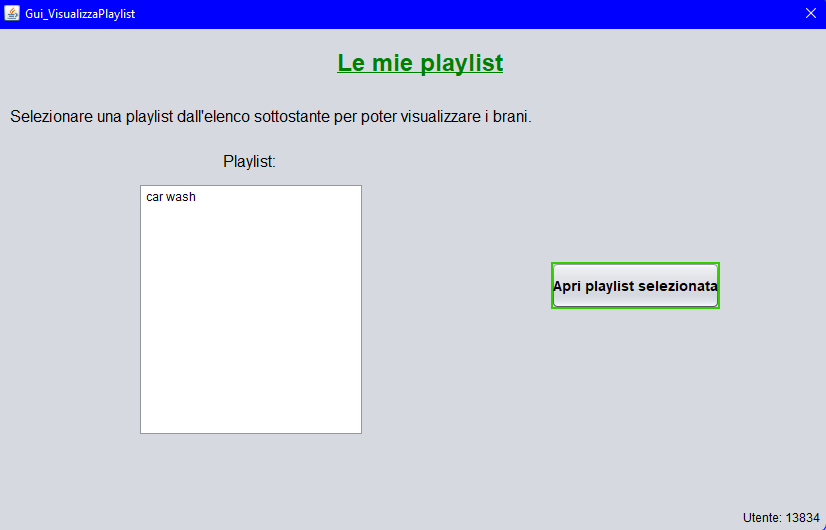 Gui_VisualizzaPlaylist
Le mie playlist
Selezionare una playlist dall'elenco sottostante per poter visualizzare i brani.
Playlist:
car wash
Apri playlist selezionata
Utente: 13834